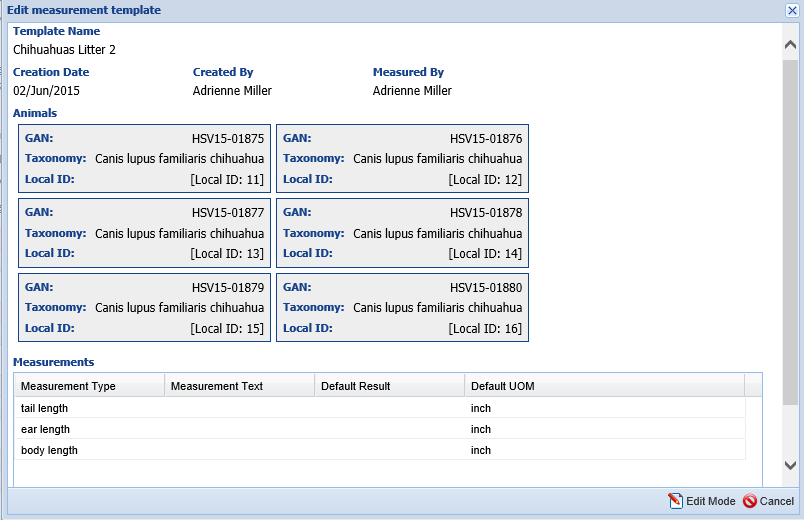 Edit measurement template
Template Name
Chihuahuas Litter 2
Creation Date Created By Measured By
02/Jun/2015 Adrienne Miller Adrienne Miller
Animals
GAN: HSV15-01875
Taxonomy: Canis lupus familiaris chihuahua
Local ID: [Local ID: 11]
GAN: HSV15-01876
Taxonomy: Canis lupus familiaris chihuahua
Local ID: [Local ID: 12]
GAN: HSV15-01877
Taxonomy: Canis lupus familiaris chihuahua
Local ID: [Local ID: 13]
GAN: HSV15-01878
Taxonomy: Canis lupus familiaris chihuahua
Local ID: [Local ID: 14]
GAN: HSV15-01879
Taxonomy: Canis lupus familiaris chihuahua
Local ID: [Local ID: 15]
GAN: HSV15-01880
Taxonomy: Canis lupus familiaris chihuahua
Local ID: [Local ID: 16]
Measurements
Measurement Type Measurement Text Default Result Default UOM
tail length inch
ear length inch
body length inch
Edit Mode Cancel